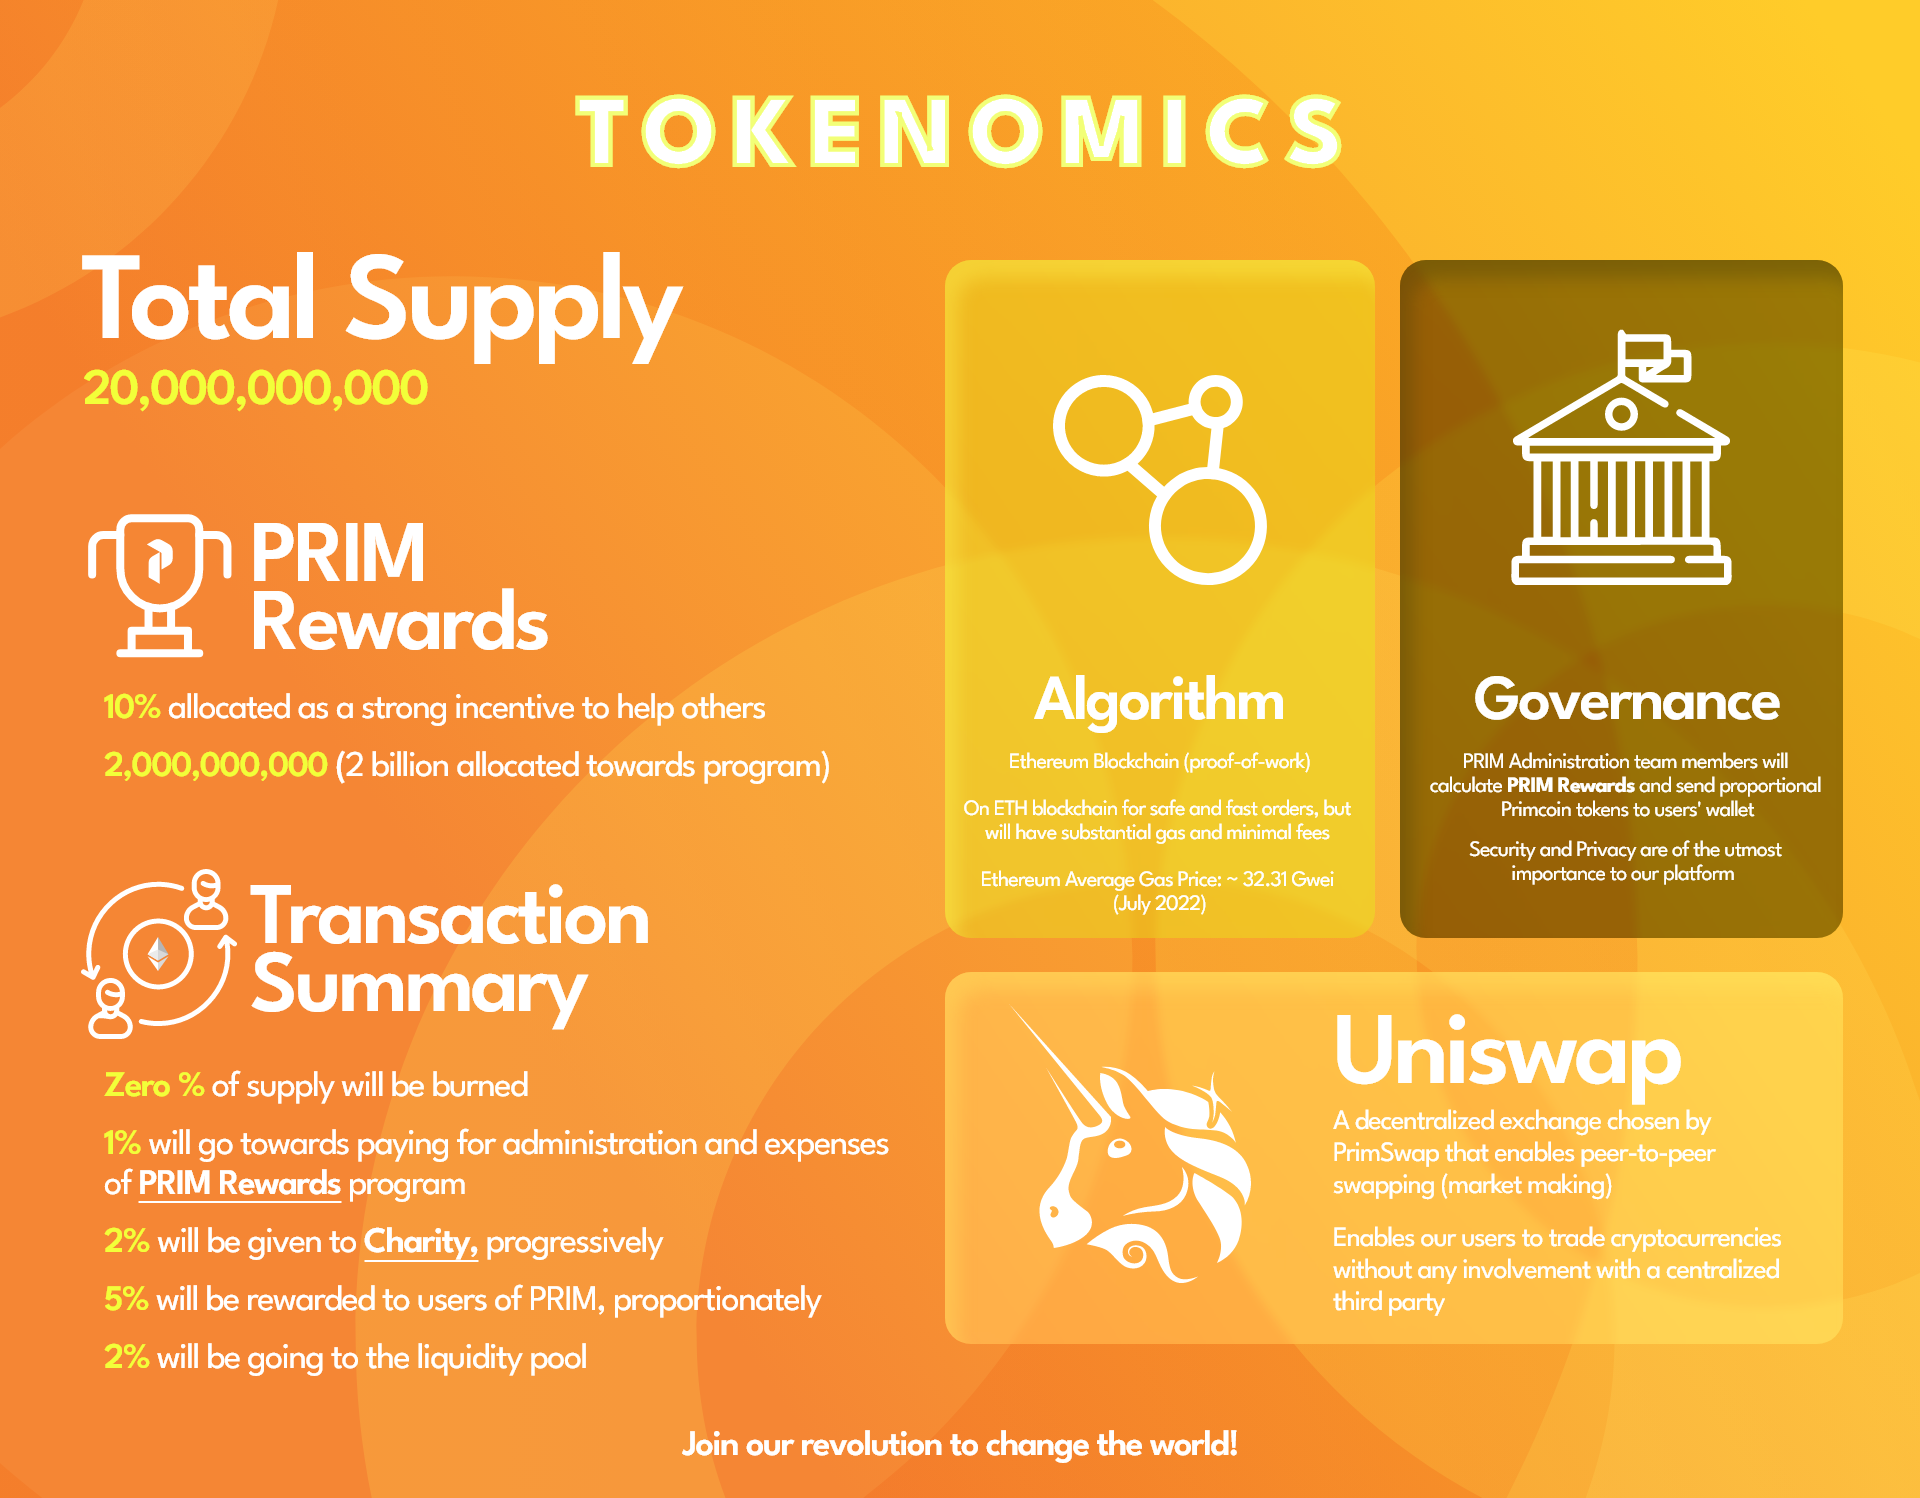 TOKENOMICS
Total Supply
20,000,000,000
PRIM
Rewards
10% allocated as a strong incentive to help others
2,000,000,000 (2 billion allocated towards program)
Transaction
Summary
Zero % of supply will be burned
1% will go towards paying for administration and expenses
of PRIM Rewards program
2% will be given to Charity, progressively
5% will be rewarded to users of PRIM, proportionately
2% will be going to the liquidity pool
Algorithm
Ethereum Blockchain (proof-of-work)
On ETH blockchain for safe and fast orders, but
will have substantial gas and minimal fees
Ethereum Average Gas Price: ~ 32.31 Gwei
(July 2022)
Governance
PRIM Administration team members will
calculate PRIM Rewards and send proportional
Primcoin tokens to users' wallet
Security and Privacy are of the utmost
importance to our platform
Uniswap
A decentralized exchange chosen by
PrimSwap that enables peer-to-peer
swapping (market making)
Enables our users to trade cryptocurrencies
without any involvement with a centralized
third party
Join our revolution to change the world!